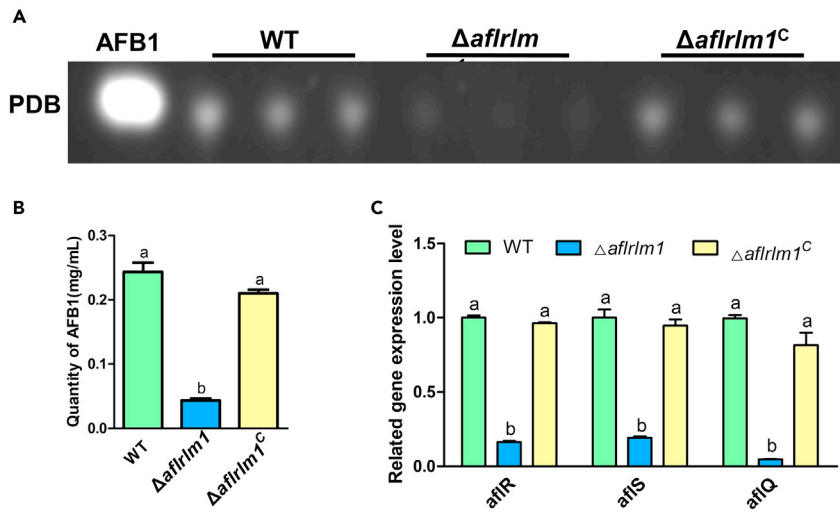 A
AFB1 WT Δaflrlm Δaflrlm1C
PDB
B
Quantity of AFB1(mg/mL)
0.3
0.2
0.1
0.0
a
b
a
WT
Δaflrlm1
Δaflrlm1C
C
WT △aflrlm1 △aflrlm1C
Related gene expression level
1.5
1.0
0.5
0.0
a b a
a b a
a b a
aflR
aflS
aflQ